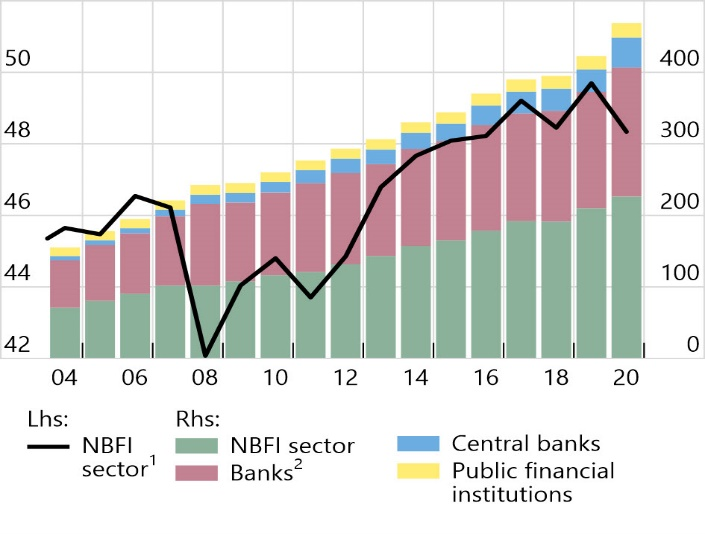 50 400
48 300
46 200
44 100
42 0
04 06 08 10 12 14 16 18 20
Lhs: Rhs:
NBFI sector¹
NBFI sector
Banks²
Central banks
Public financial
institutions